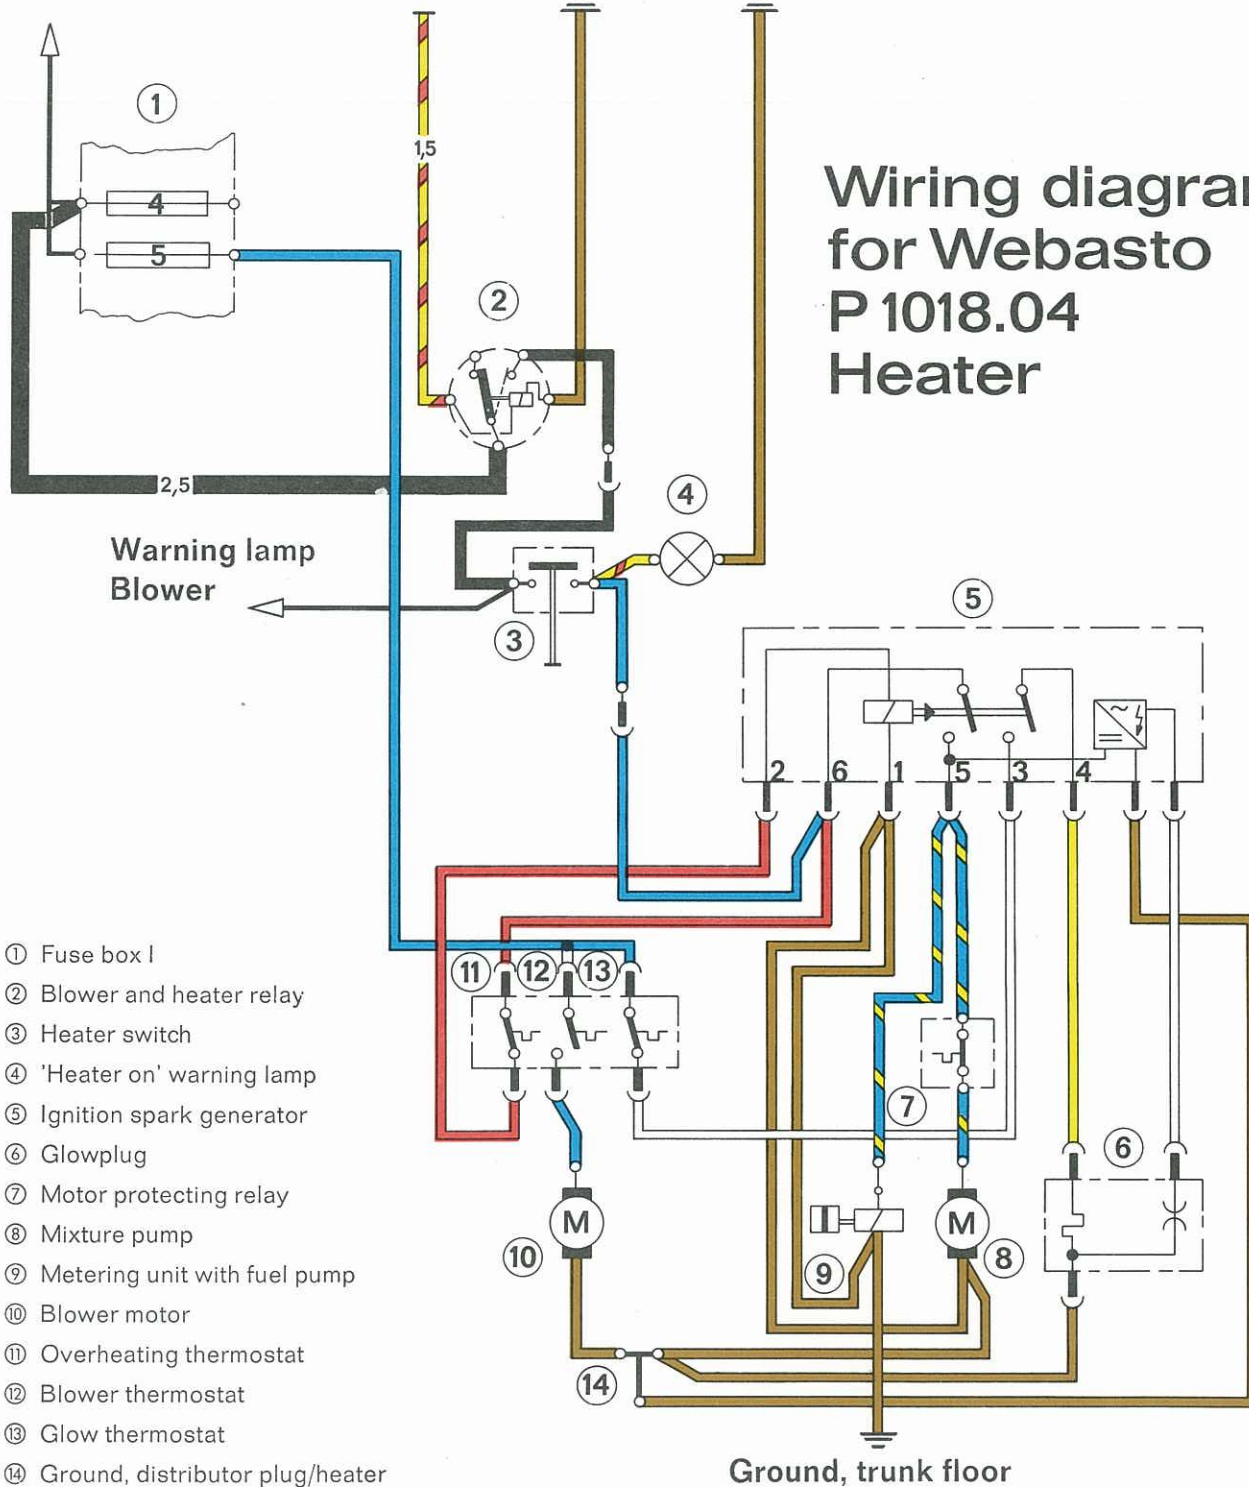 1
4
5
1,5
2
Wiring diagra
for Webasto
P 1018.04
Heater
2,5
4
Warning lamp
Blower
3
5
2 6 1 5 3 4
11 12 13
7
6
M
M
10
9
8
14
① Fuse box I
② Blower and heater relay
③ Heater switch
④ 'Heater on' warning lamp
⑤ Ignition spark generator
⑥ Glowplug
⑦ Motor protecting relay
⑧ Mixture pump
⑨ Metering unit with fuel pump
⑩ Blower motor
⑪ Overheating thermostat
⑫ Blower thermostat
⑬ Glow thermostat
⑭ Ground, distributor plug/heater
Ground, trunk floor